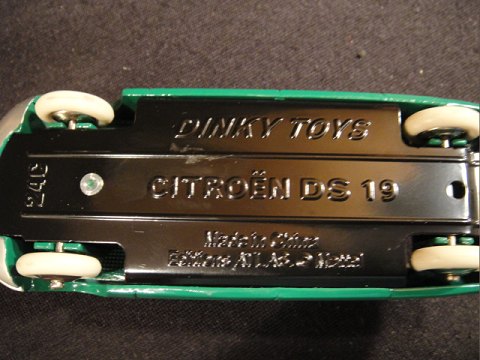 DINKY TOYS
24C
CITROËN DS 19
Made in China
Editions ATLAS - Mattel